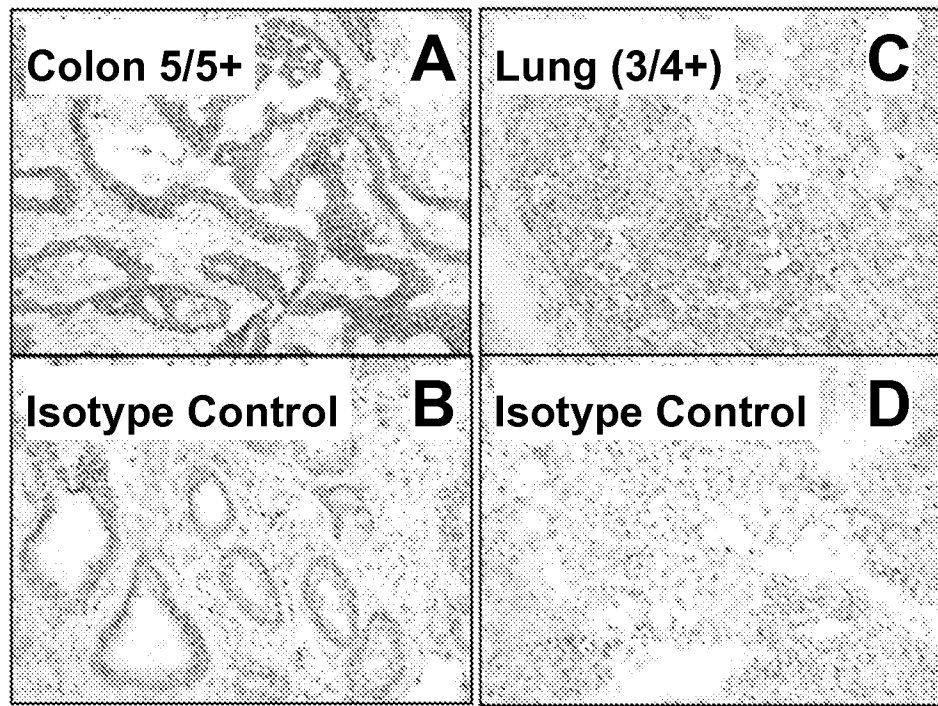 Colon 5/5+ A
Lung (3/4+) C
Isotype Control B
Isotype Control D